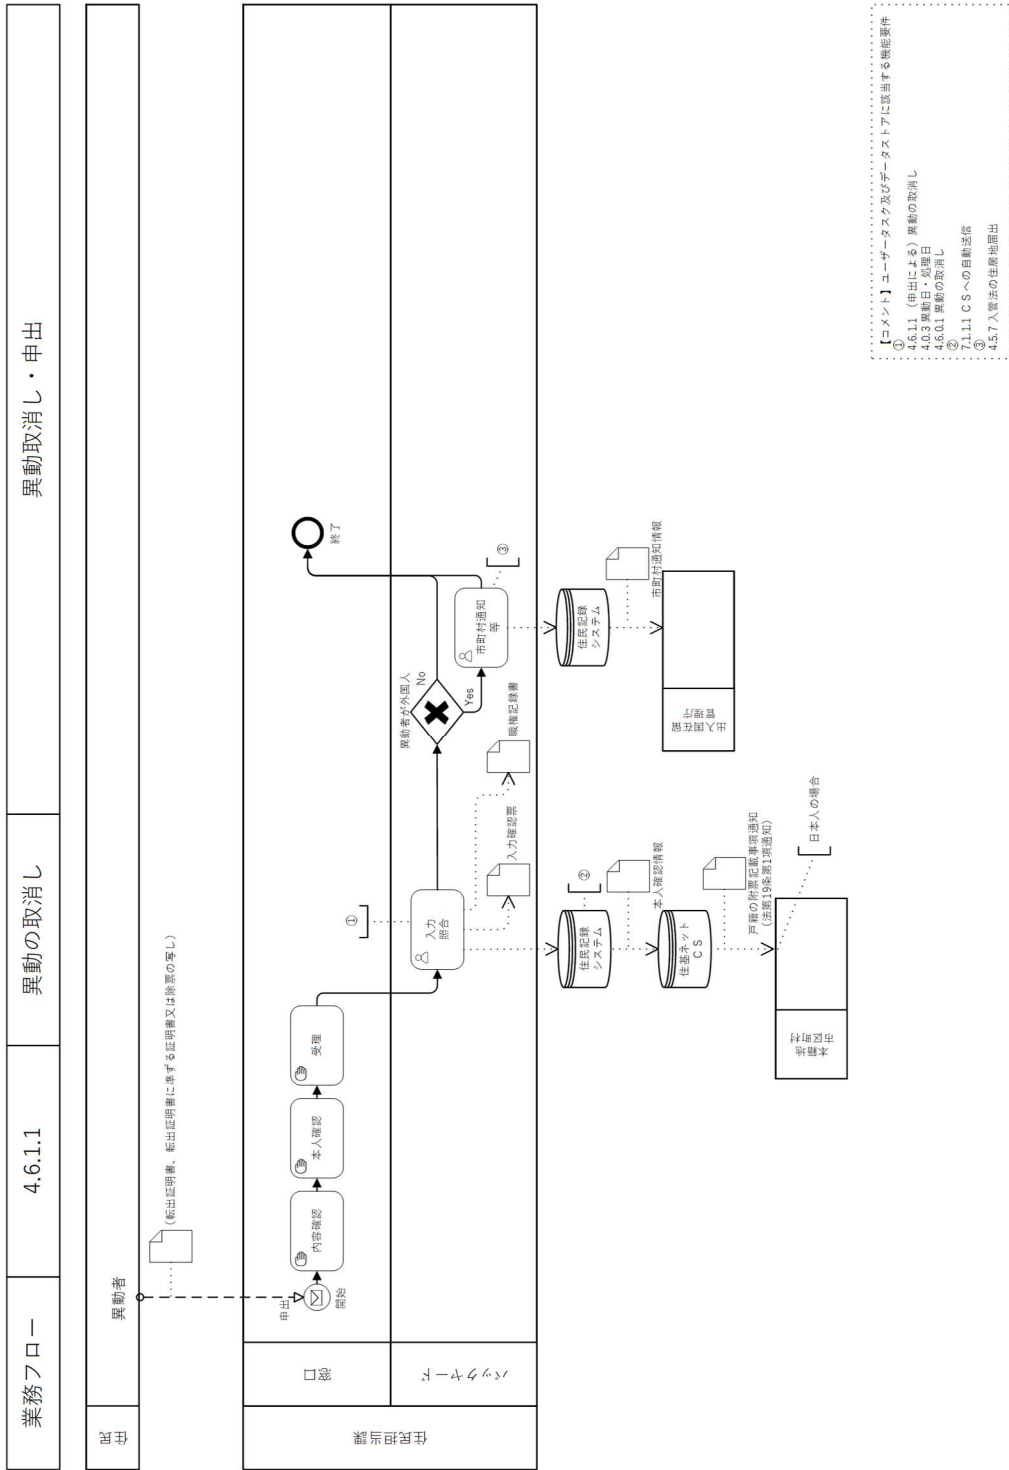 業務フロー
4.6.1.1
異動の取消し
異動取消し・申出
住民
異動者
(転出証明書、転出証明書に準ずる証明書又は除票の写し)
住民担当課
窓口
バックヤード
申出
開始
内容確認
本人確認
受理
①
入力
照合
入力確認票
職権記録書
異動者が外国人
No
Yes
市町村通知
等
③
終了
住民記録
システム
②
本人確認情報
住基ネット
CS
戸籍の附票記載事項通知
(法第19条第1項通知)
本籍地
市区町村
日本人の場合
住民記録
システム
市町村通知情報
出入国在留
管理庁
【コメント】ユーザータスク及びデータストアに該当する機能要件
①
4.6.1.1 (申出による) 異動の取消し
4.0.3 異動日・処理日
4.6.0.1 異動の取消し
②
7.1.1.1 CSへの自動送信
③
4.5.7 入管法の住居地届出